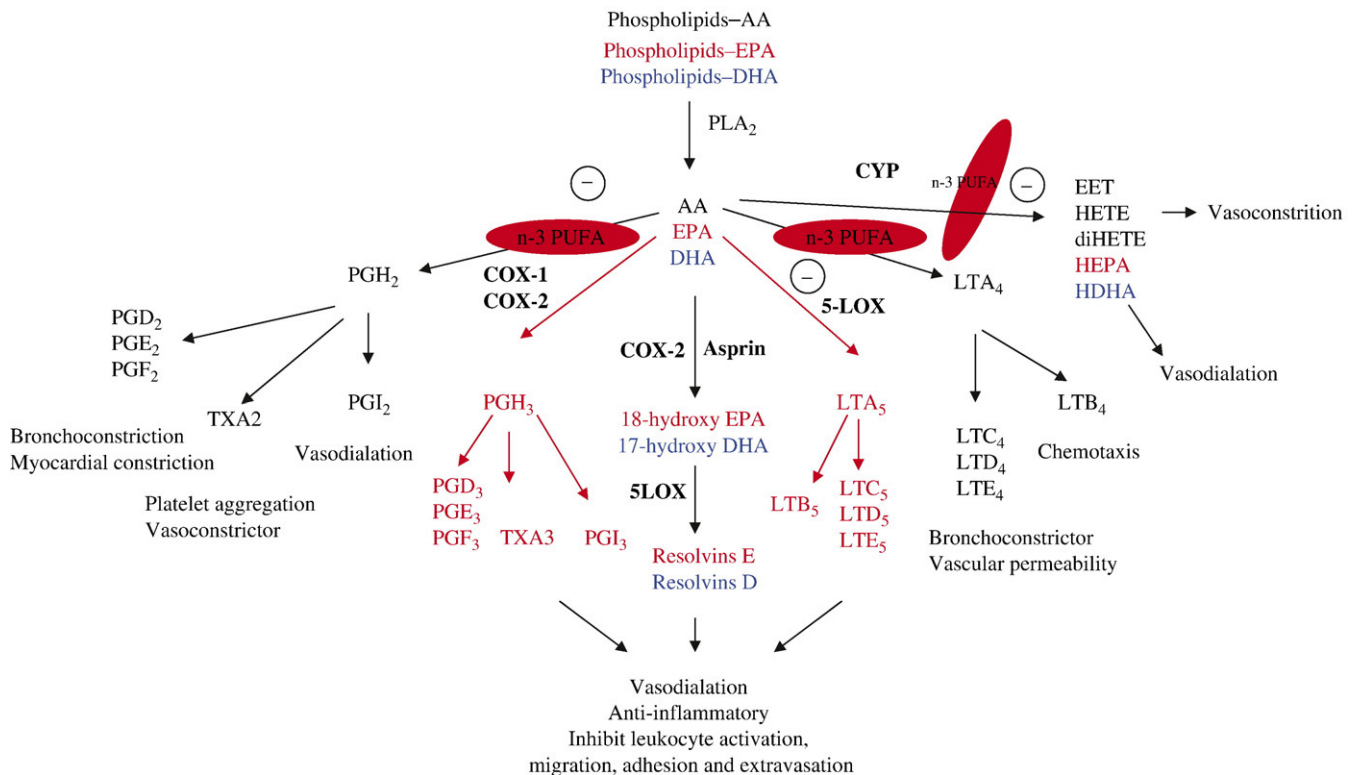 Phospholipids–AA
Phospholipids–EPA
Phospholipids–DHA
PLA₂
CYP
n-3 PUFA
−
−
AA
EPA
DHA
n-3 PUFA
n-3 PUFA
−
EET
HETE
diHETE
HEPA
HDHA
Vasoconstrition
Vasodialation
PGH₂
COX-1
COX-2
5-LOX
LTA₄
PGD₂
PGE₂
PGF₂
TXA2
PGI₂
Bronchoconstriction
Myocardial constriction
Vasodialation
Platelet aggregation
Vasoconstrictor
PGH₃
PGD₃
PGE₃
PGF₃
TXA3
PGI₃
COX-2
Asprin
18-hydroxy EPA
17-hydroxy DHA
5LOX
Resolvins E
Resolvins D
LTA₅
LTB₅
LTC₅
LTD₅
LTE₅
LTC₄
LTD₄
LTE₄
LTB₄
Chemotaxis
Bronchoconstrictor
Vascular permeability
Vasodialation
Anti-inflammatory
Inhibit leukocyte activation,
migration, adhesion and extravasation